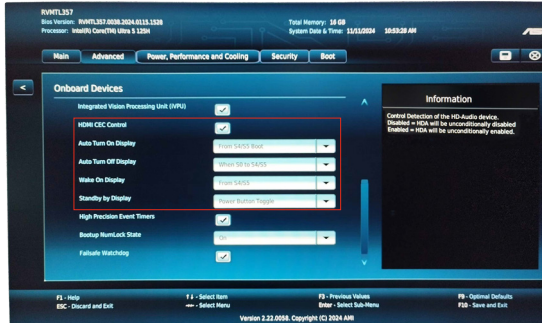 RVMTL357
Bios Version: RVMTL357.0038.2024.0115.1526
Processor: Intel(R) Core(TM) Ultra 5 125H
Total Memory: 16 GB
System Date & Time: 11/11/2024 10:53:28 AM
Main Advanced Power, Performance and Cooling Security Boot
<
Onboard Devices
Integrated Vision Processing Unit (iVPU)
HDMI CEC Control
Auto Turn On Display From S4/S5 Boot
Auto Turn Off Display When S0 to S4/S5
Wake On Display From S4/S5
Standby by Display Power Button Toggle
High Precision Event Timers
Bootup NumLock State On
Failsafe Watchdog
Information
Control Detection of the HD-Audio device.
Disabled = HDA will be unconditionally disabled
Enabled = HDA will be unconditionally enabled.
F1 - Help
ESC - Discard and Exit
↑↓ - Select Item
→← - Select Menu
F3 - Previous Values
Enter - Select Sub-Menu
F9 - Optimal Defaults
F10 - Save and Exit
Version 2.22.0058. Copyright (C) 2024 AMI